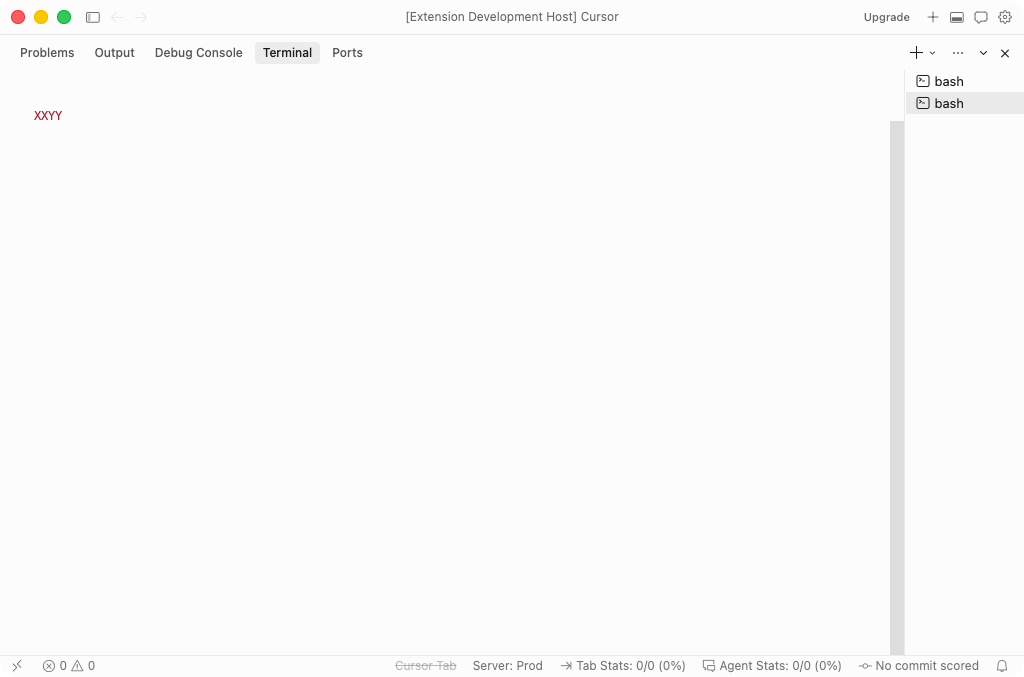 [Extension Development Host] Cursor
Upgrade
Problems Output Debug Console Terminal Ports
bash
bash
XXYY
0 0 Cursor Tab Server: Prod Tab Stats: 0/0 (0%) Agent Stats: 0/0 (0%) No commit scored